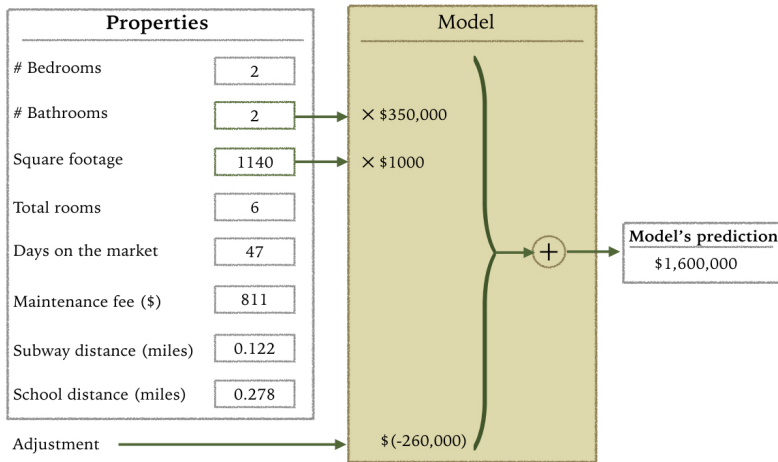 Properties
Model
# Bedrooms 2
# Bathrooms 2 × $350,000
Square footage 1140 × $1000
Total rooms 6
Days on the market 47 +
Model's prediction
$1,600,000
Maintenance fee ($) 811
Subway distance (miles) 0.122
School distance (miles) 0.278
Adjustment $(-260,000)